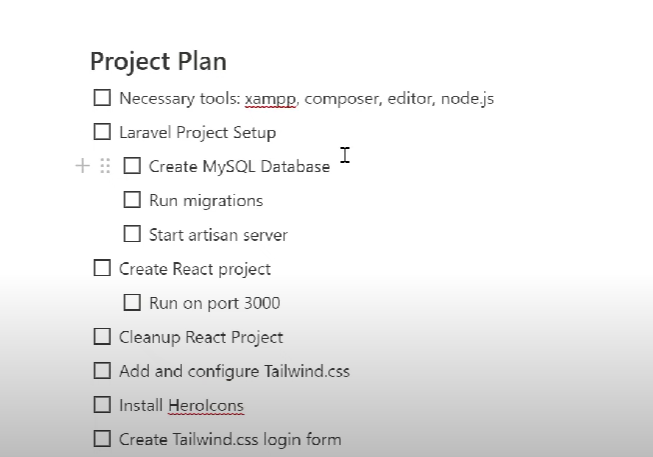 Project Plan
Necessary tools: xampp, composer, editor, node.js
Laravel Project Setup
Create MySQL Database
Run migrations
Start artisan server
Create React project
Run on port 3000
Cleanup React Project
Add and configure Tailwind.css
Install HeroIcons
Create Tailwind.css login form